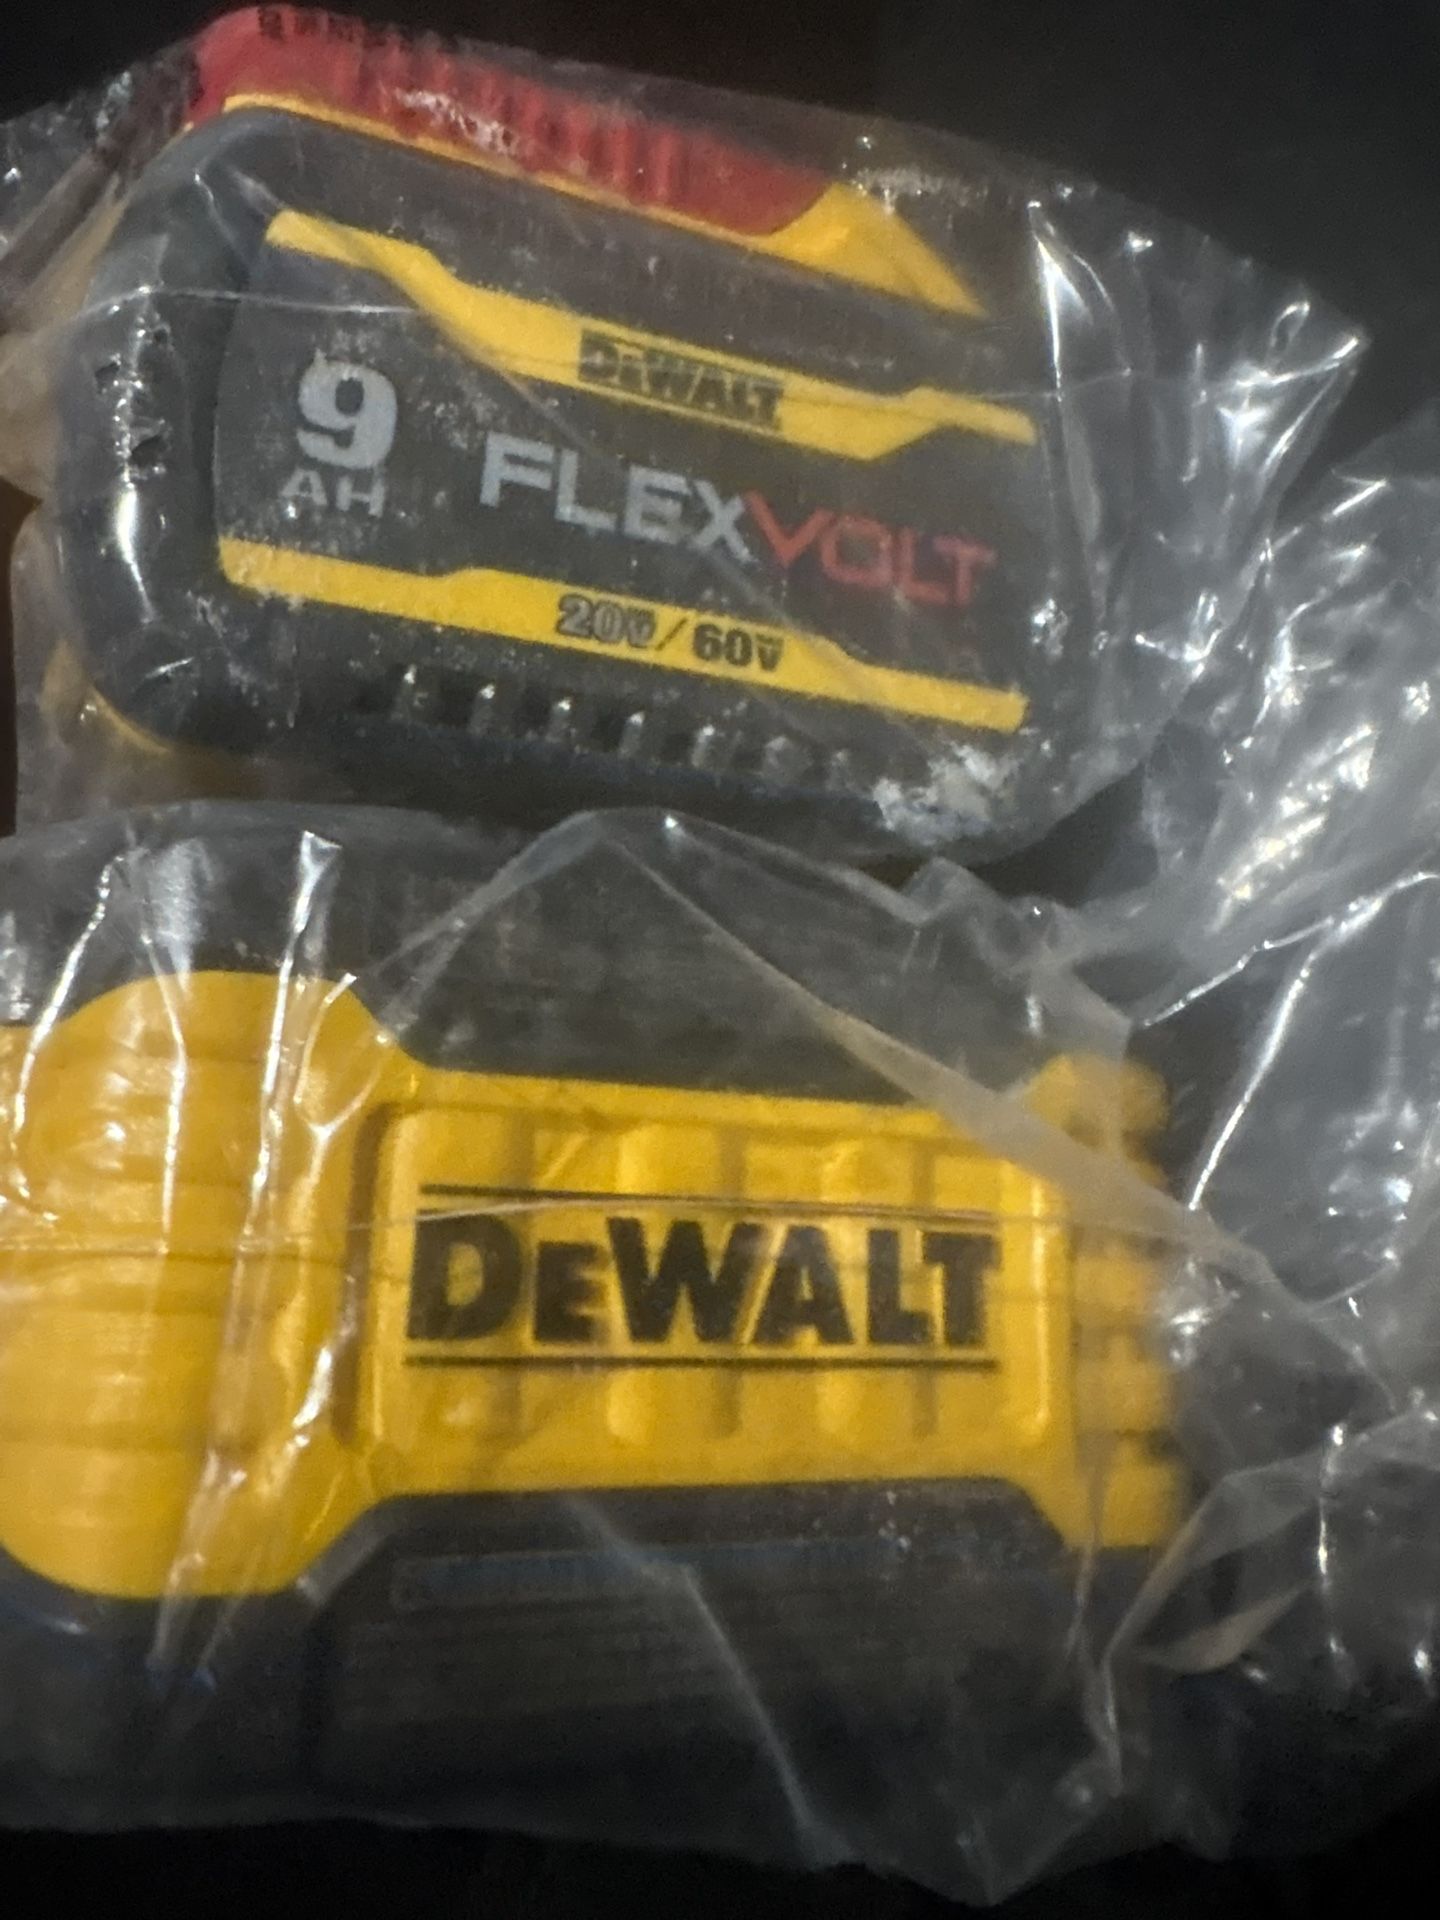 DEWALT
9
AH
FLEXVOLT
20V / 60V
DEWALT